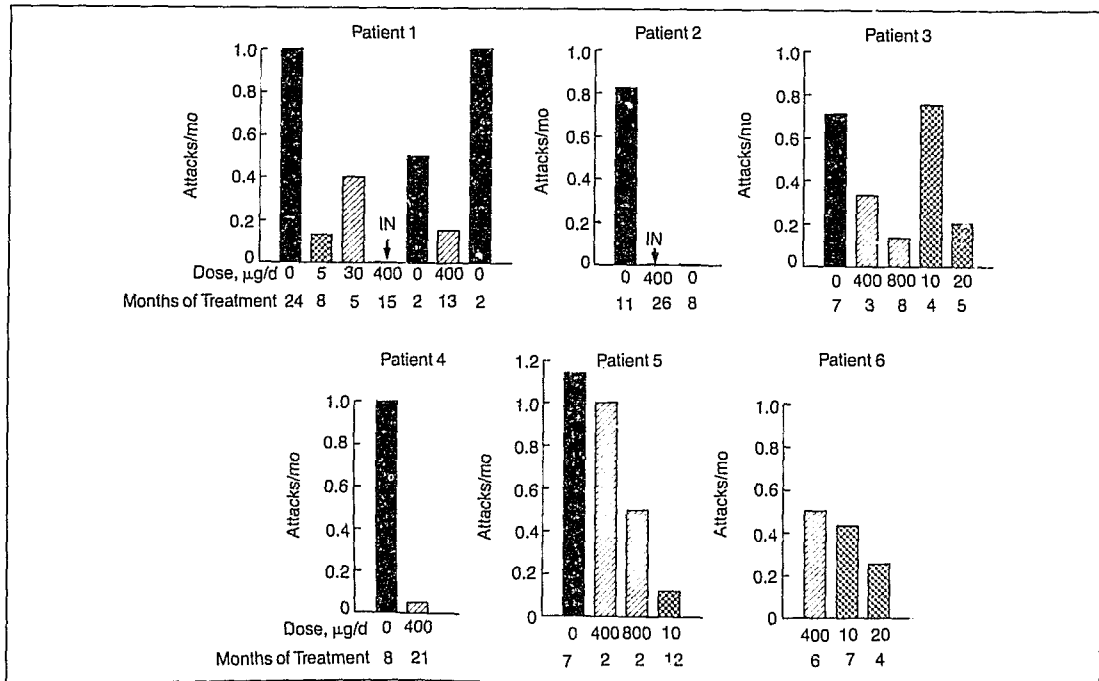 Patient 1
Attacks/mo
1.0
0.8
0.6
0.4
0.2
0
IN
Dose, µg/d 0 5 30 400 0 400 0
Months of Treatment 24 8 5 15 2 13 2
Patient 2
Attacks/mo
1.0
0.8
0.6
0.4
0.2
0
IN
0 400 0
11 26 8
Patient 3
Attacks/mo
1.0
0.8
0.6
0.4
0.2
0
0 400 800 10 20
7 3 8 4 5
Patient 4
Attacks/mo
1.0
0.8
0.6
0.4
0.2
0
Dose, µg/d 0 400
Months of Treatment 8 21
Patient 5
Attacks/mo
1.2
1.0
0.8
0.6
0.4
0.2
0
0 400 800 10
7 2 2 12
Patient 6
Attacks/mo
1.0
0.8
0.6
0.4
0.2
0
400 10 20
6 7 4